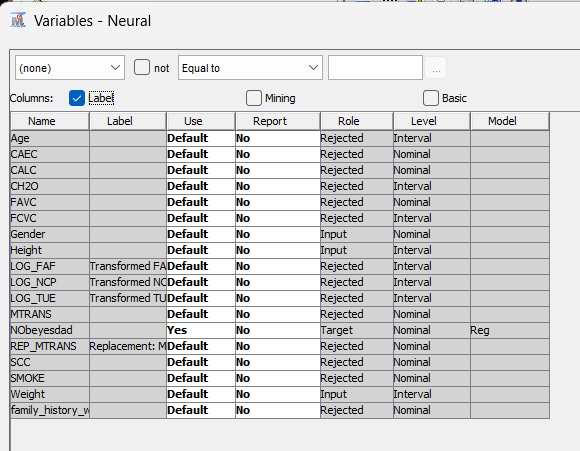 Variables - Neural
(none) not Equal to ...
Columns: Label Mining Basic
Name Label Use Report Role Level Model
Age Default No Rejected Interval
CAEC Default No Rejected Nominal
CALC Default No Rejected Nominal
CH2O Default No Rejected Interval
FAVC Default No Rejected Nominal
FCVC Default No Rejected Interval
Gender Default No Input Nominal
Height Default No Input Interval
LOG_FAF Transformed FA Default No Rejected Interval
LOG_NCP Transformed NC Default No Rejected Interval
LOG_TUE Transformed TU Default No Rejected Interval
MTRANS Default No Rejected Nominal
NObeyesdad Yes No Target Nominal Reg
REP_MTRANS Replacement: M Default No Rejected Nominal
SCC Default No Rejected Nominal
SMOKE Default No Rejected Nominal
Weight Default No Input Interval
family_history_w Default No Rejected Nominal